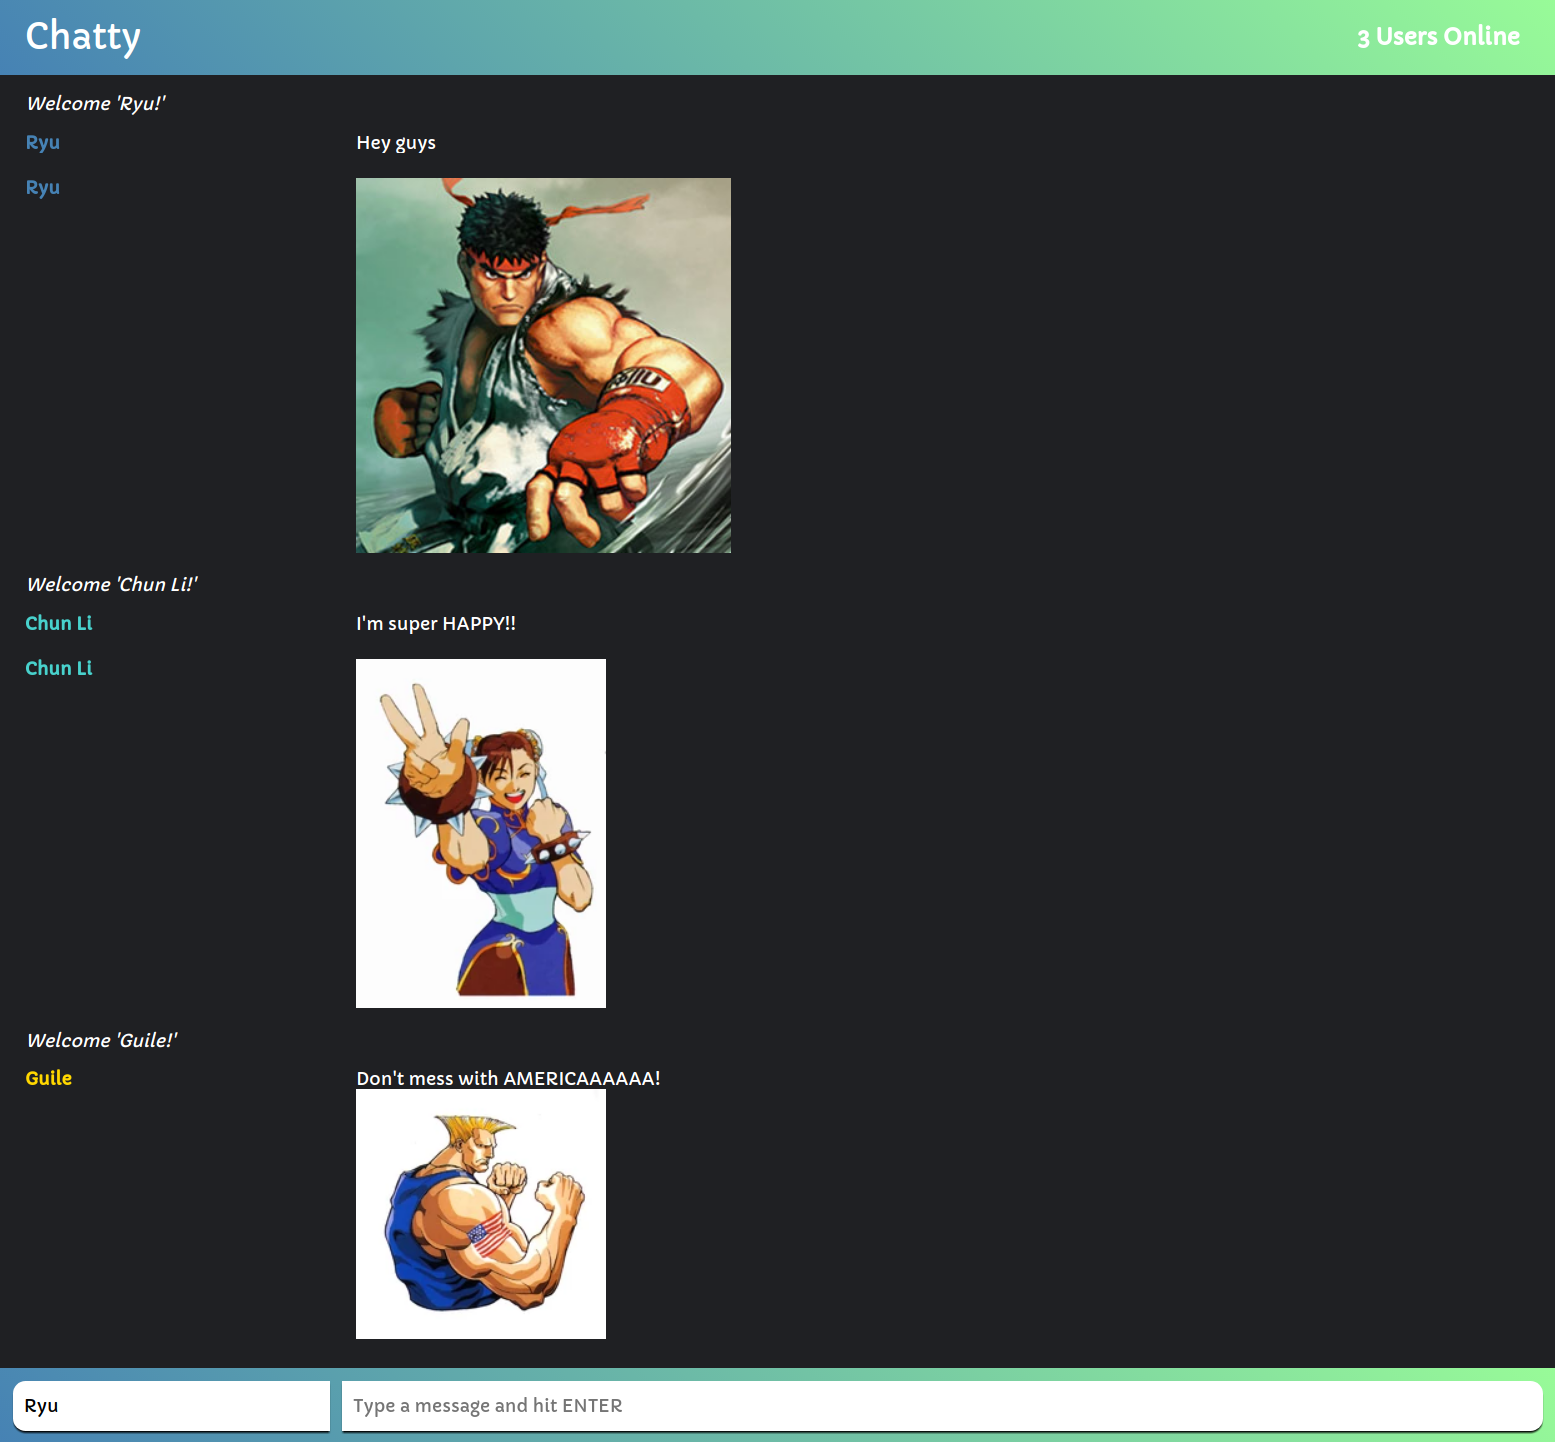 Chatty
3 Users Online
Welcome 'Ryu!'
Ryu
Hey guys
Ryu
Welcome 'Chun Li!'
Chun Li
I'm super HAPPY!!
Chun Li
Welcome 'Guile!'
Guile
Don't mess with AMERICAAAAAA!
Ryu
Type a message and hit ENTER